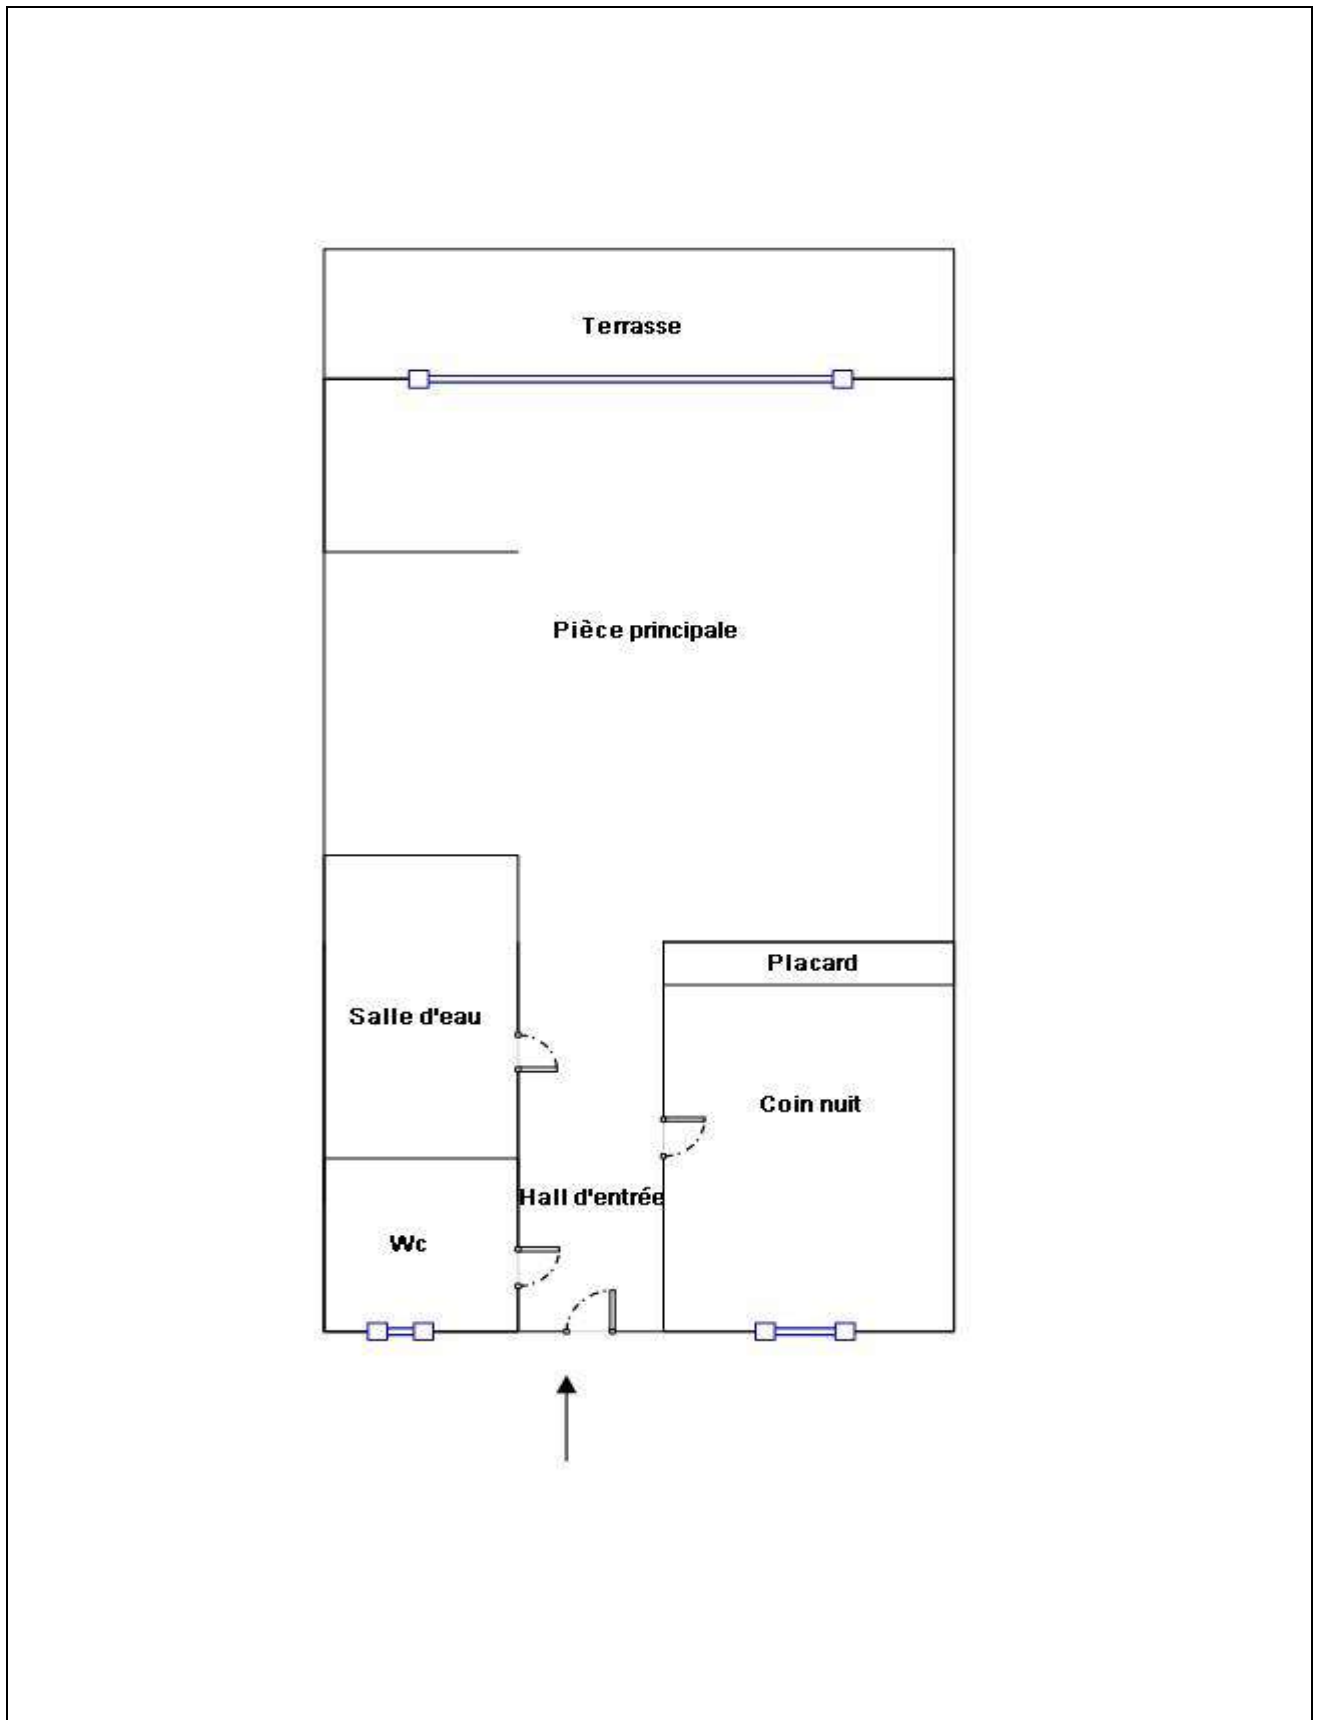 Terrasse
Pièce principale
Placard
Salle d'eau
Coin nuit
Hall d'entrée
Wc